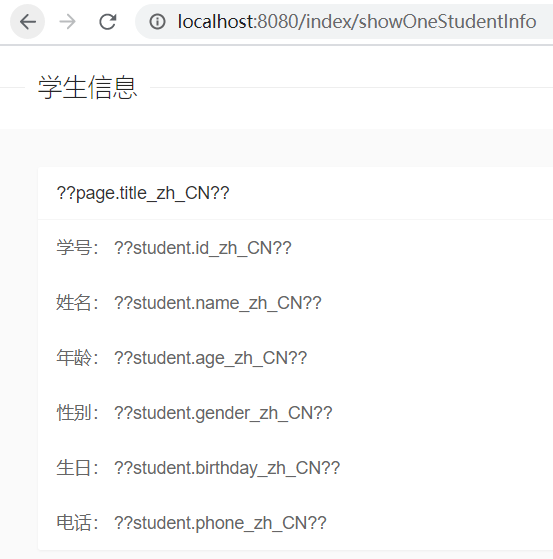 localhost:8080/index/showOneStudentInfo
学生信息
??page.title_zh_CN??
学号： ??student.id_zh_CN??
姓名： ??student.name_zh_CN??
年龄： ??student.age_zh_CN??
性别： ??student.gender_zh_CN??
生日： ??student.birthday_zh_CN??
电话： ??student.phone_zh_CN??